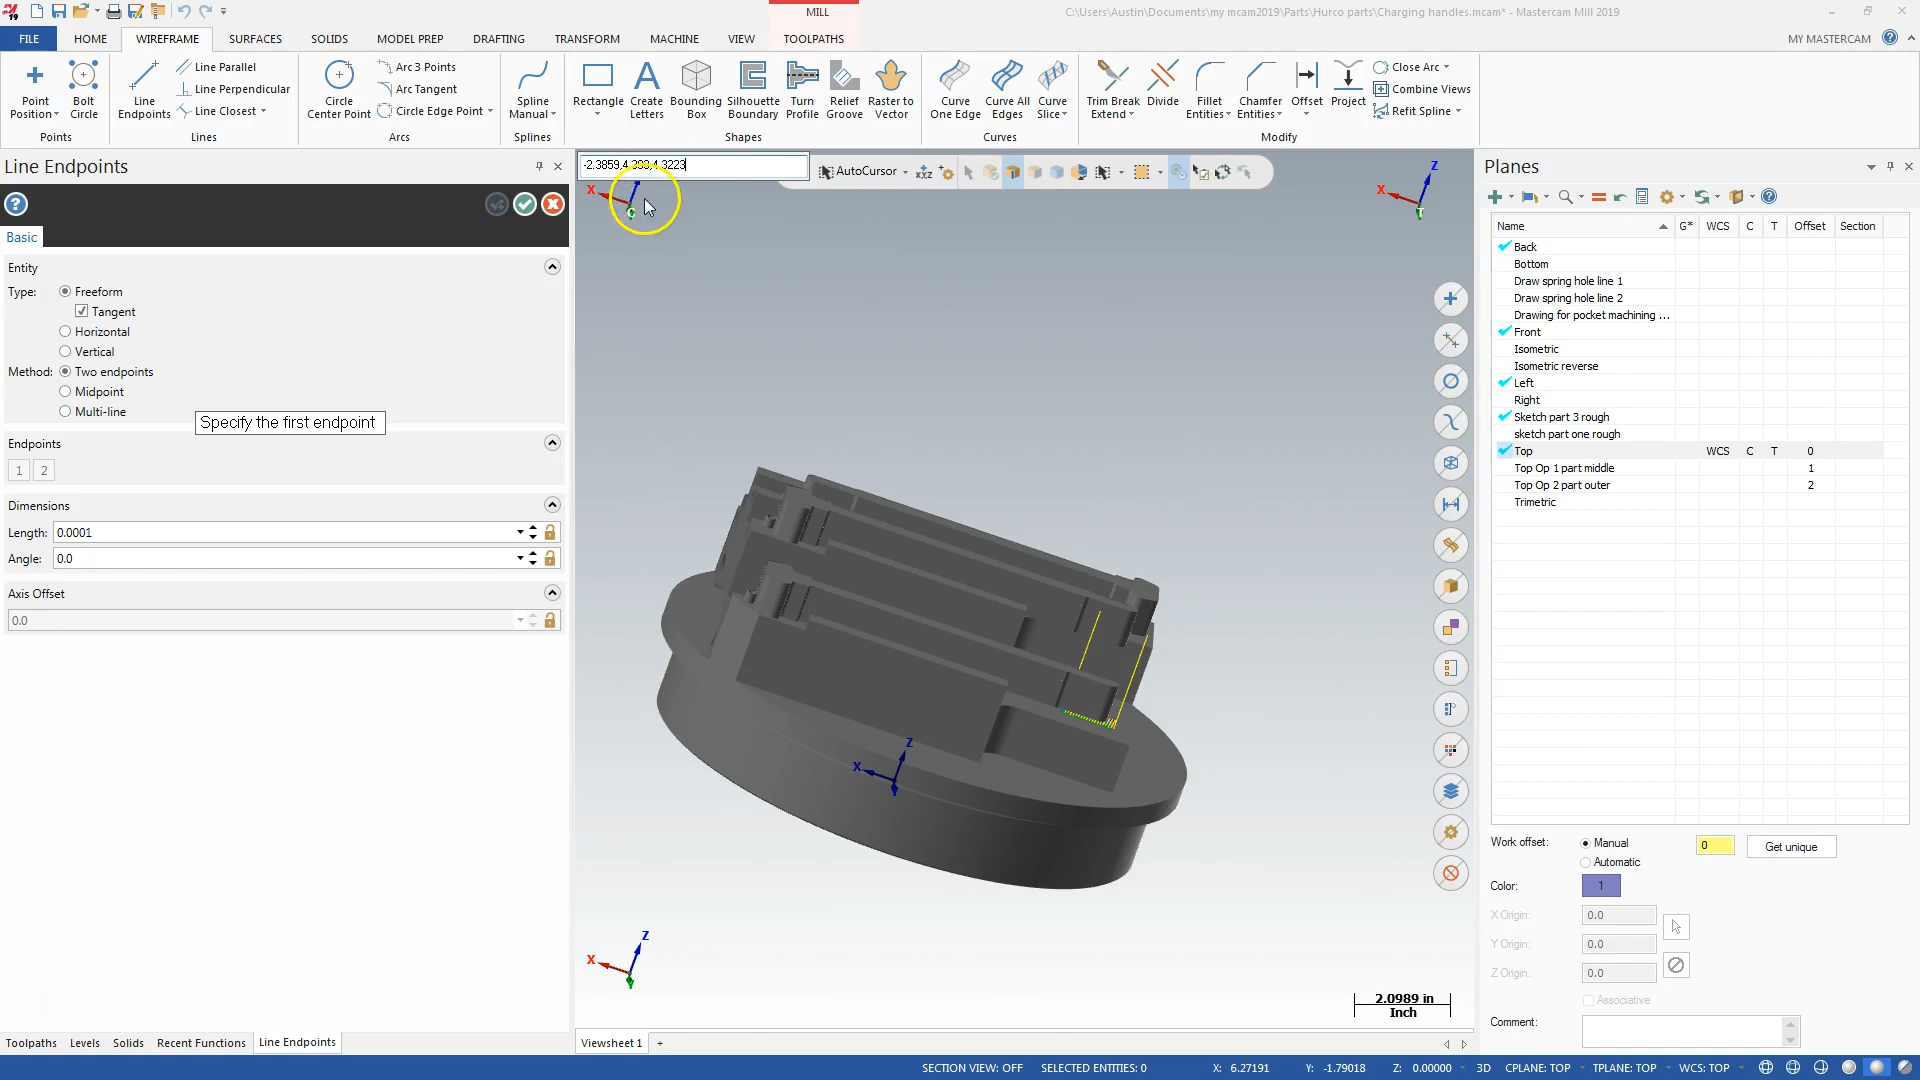 19
MILL
C:\Users\Austin\Documents\my mcam2019\Parts\Hurco parts\Charging handles.mcam* - Mastercam Mill 2019
FILE
HOME
WIREFRAME
SURFACES
SOLIDS
MODEL PREP
DRAFTING
TRANSFORM
MACHINE
VIEW
TOOLPATHS
MY MASTERCAM
Point Position
Bolt Circle
Points
Line Endpoints
Line Parallel
Line Perpendicular
Line Closest
Lines
Circle Center Point
Arc 3 Points
Arc Tangent
Circle Edge Point
Arcs
Spline Manual
Splines
Rectangle
Create Letters
Bounding Box
Silhouette Boundary
Turn Profile
Relief Groove
Raster to Vector
Shapes
Curve One Edge
Curve All Edges
Curve Slice
Curves
Trim Break Extend
Divide
Fillet Entities
Chamfer Entities
Offset
Project
Close Arc
Combine Views
Refit Spline
Modify
Line Endpoints
Basic
Entity
Type:
Freeform
Tangent
Horizontal
Vertical
Method:
Two endpoints
Midpoint
Multi-line
Specify the first endpoint
Endpoints
1 2
Dimensions
Length: 0.0001
Angle: 0.0
Axis Offset
0.0
Toolpaths
Levels
Solids
Recent Functions
Line Endpoints
AutoCursor
X
C
X
Z
T
Z
X
Y
Z
X
Y
2.0989 in
Inch
Viewsheet 1
+
Planes
Name G* WCS C T Offset Section
Back
Bottom
Draw spring hole line 1
Draw spring hole line 2
Drawing for pocket machining ...
Front
Isometric
Isometric reverse
Left
Right
Sketch part 3 rough
sketch part one rough
Top WCS C T 0
Top Op 1 part middle 1
Top Op 2 part outer 2
Trimetric
Work offset:
Manual
Automatic
0
Get unique
Color:
1
X Origin: 0.0
Y Origin: 0.0
Z Origin: 0.0
Associative
Comment:
SECTION VIEW: OFF
SELECTED ENTITIES: 0
X: 6.27191
Y: -1.79018
Z: 0.00000
3D
CPLANE: TOP
TPLANE: TOP
WCS: TOP